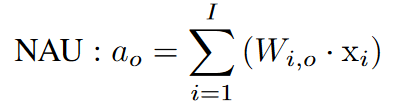 NAU : a_o = \sum_{i=1}^{I} (W_{i,o} \cdot x_i)